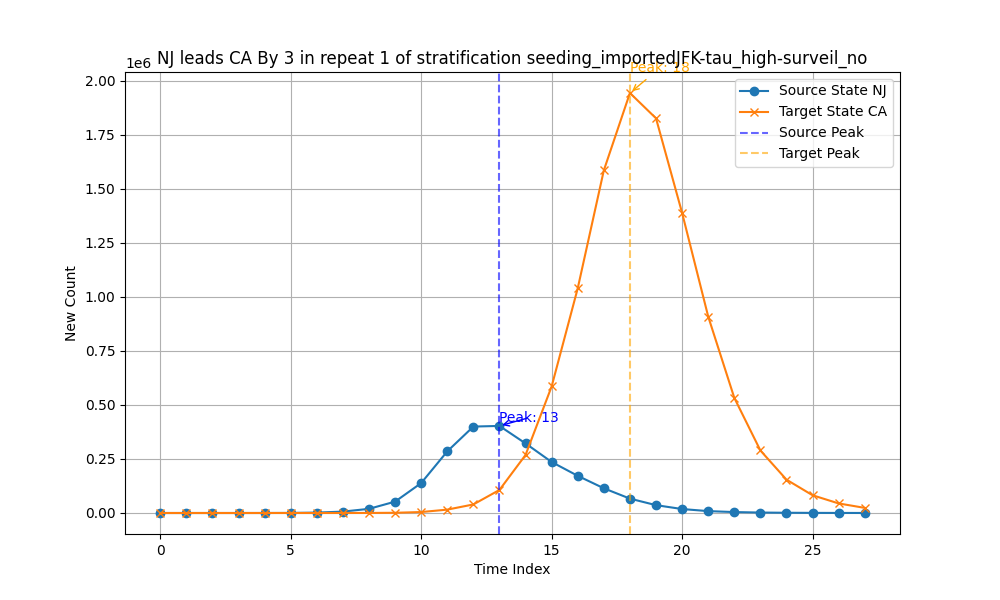 NJ leads CA By 3 in repeat 1 of stratification seeding_importedJFK-tau_high-surveil_no
1e6
Peak: 18
Source State NJ
Target State CA
Source Peak
Target Peak
2.00
1.75
1.50
1.25
1.00
0.75
0.50
0.25
0.00
New Count
Peak: 13
0
5
10
15
20
25
Time Index